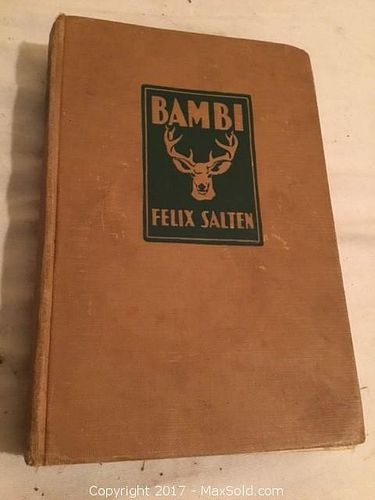 BAMBI
FELIX SALTEN
Copyright 2017 - MaxSold.com